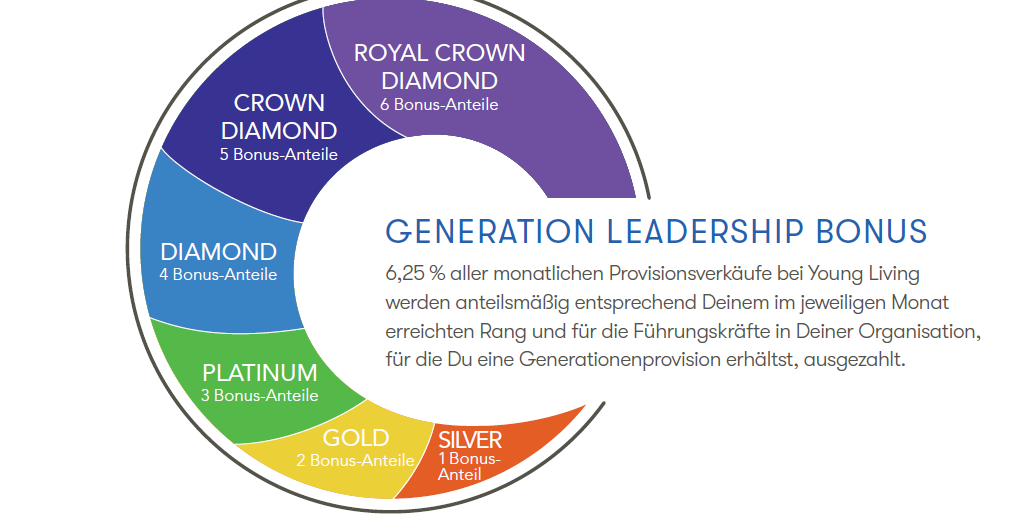 ROYAL CROWN
DIAMOND
6 Bonus-Anteile
CROWN
DIAMOND
5 Bonus-Anteile
DIAMOND
4 Bonus-Anteile
PLATINUM
3 Bonus-Anteile
GOLD
2 Bonus-Anteile
SILVER
1 Bonus-
Anteil
GENERATION LEADERSHIP BONUS
6,25 % aller monatlichen Provisionsverkäufe bei Young Living
werden anteilsmäßig entsprechend Deinem im jeweiligen Monat
erreichten Rang und für die Führungskräfte in Deiner Organisation,
für die Du eine Generationenprovision erhältst, ausgezahlt.